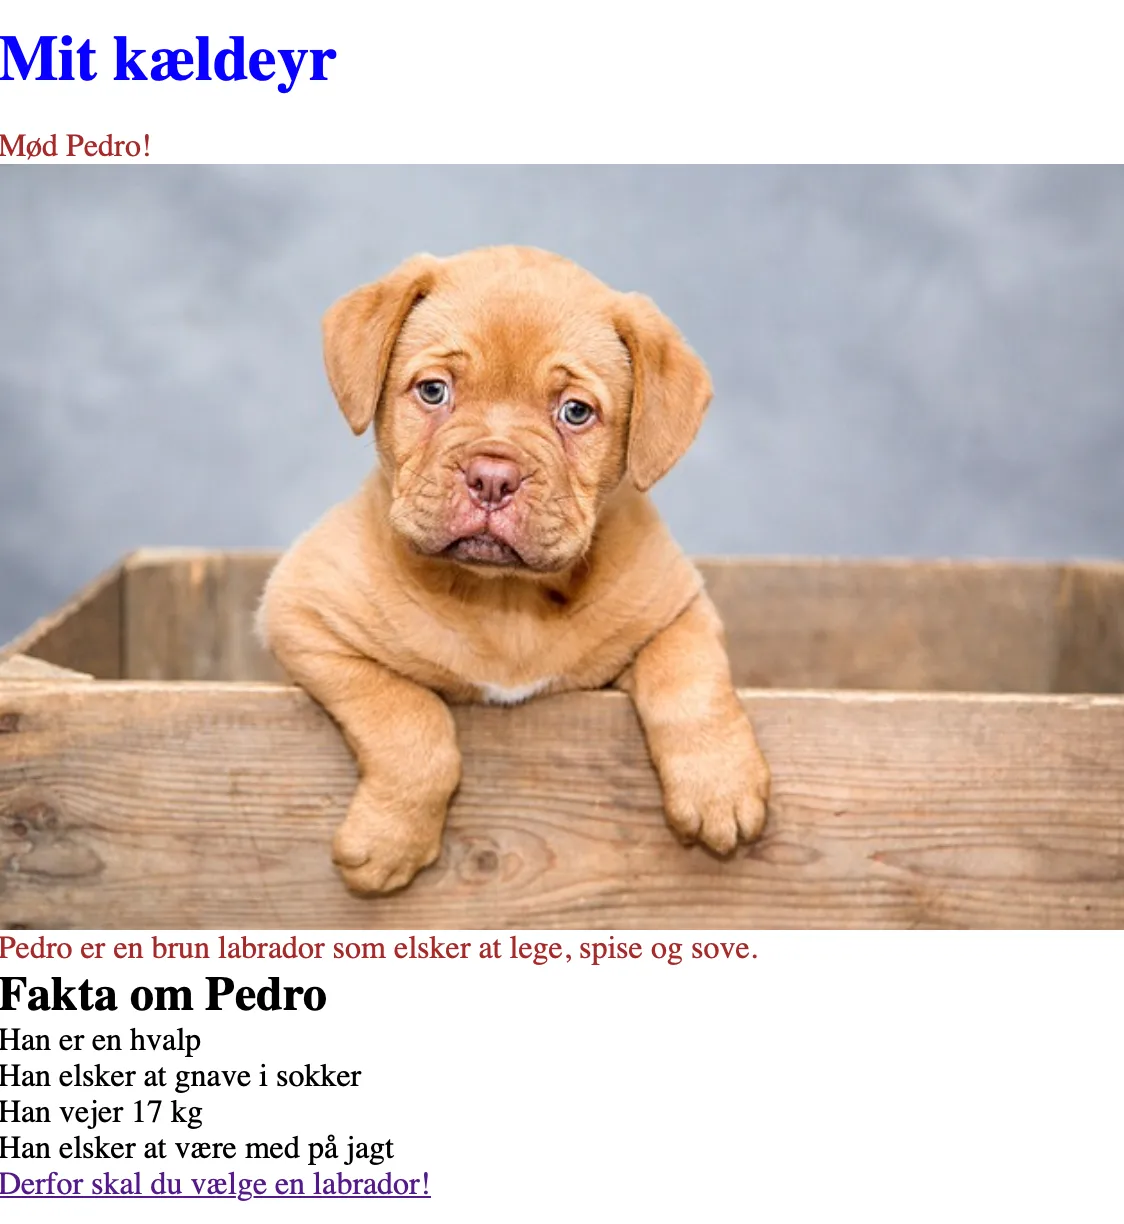 Mit kældeyr
Mød Pedro!
Pedro er en brun labrador som elsker at lege, spise og sove.
Fakta om Pedro
Han er en hvalp
Han elsker at gnave i sokker
Han vejer 17 kg
Han elsker at være med på jagt
Derfor skal du vælge en labrador!